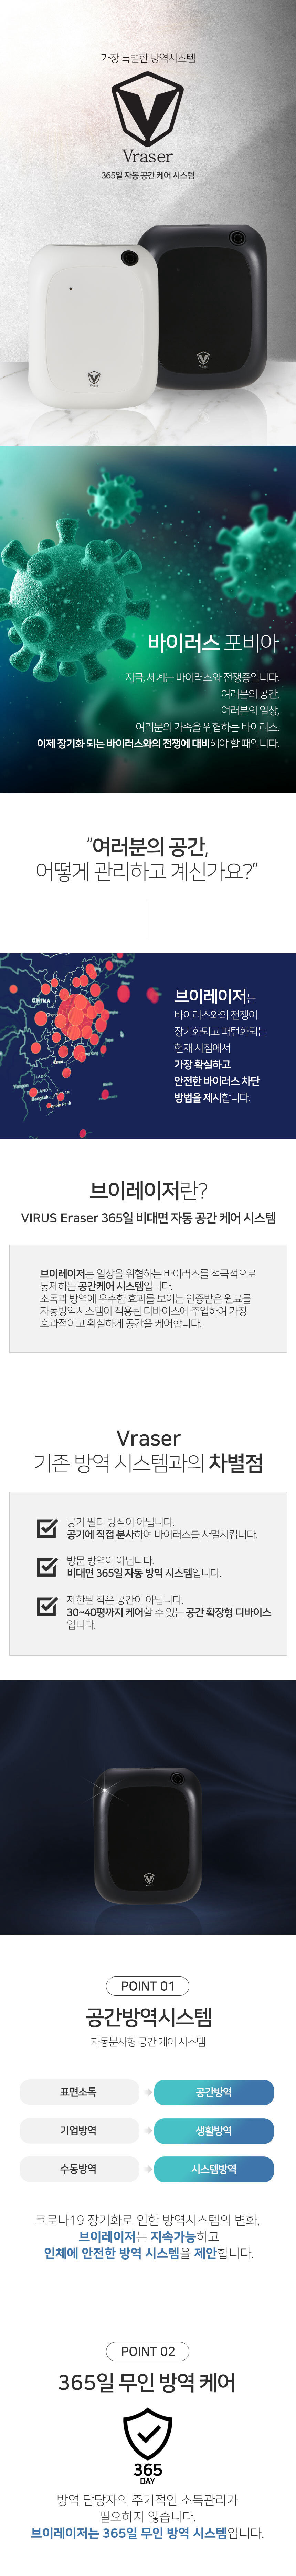 가장 특별한 방역시스템
Vraser
365일 자동 공간 케어 시스템
바이러스 포비아
지금, 세계는 바이러스와 전쟁중입니다.
여러분의 공간,
여러분의 일상,
여러분의 가족을 위협하는 바이러스.
이제 장기화 되는 바이러스와의 전쟁에 대비해야 할 때입니다.
“여러분의 공간,
어떻게 관리하고 계신가요?”
CHINA
LAOS
Bangkok
브이레이저는
바이러스와의 전쟁이
장기화되고 패턴화되는
현재 시점에서
가장 확실하고
안전한 바이러스 차단
방법을 제시합니다.
브이레이저란?
VIRUS Eraser 365일 비대면 자동 공간 케어 시스템
브이레이저는 일상을 위협하는 바이러스를 적극적으로
통제하는 공간케어 시스템입니다.
소독과 방역에 우수한 효과를 보이는 인증받은 원료를
자동방역시스템이 적용된 디바이스에 주입하여 가장
효과적이고 확실하게 공간을 케어합니다.
Vraser
기존 방역 시스템과의 차별점
공기 필터 방식이 아닙니다.
공기에 직접 분사하여 바이러스를 사멸시킵니다.
방문 방역이 아닙니다.
비대면 365일 자동 방역 시스템입니다.
제한된 작은 공간이 아닙니다.
30~40평까지 케어할 수 있는 공간 확장형 디바이스
입니다.
POINT 01
공간방역시스템
자동분사형 공간 케어 시스템
표면소독 공간방역
기업방역 생활방역
수동방역 시스템방역
코로나19 장기화로 인한 방역시스템의 변화,
브이레이저는 지속가능하고
인체에 안전한 방역 시스템을 제안합니다.
POINT 02
365일 무인 방역 케어
365
DAY
방역 담당자의 주기적인 소독관리가
필요하지 않습니다.
브이레이저는 365일 무인 방역 시스템입니다.